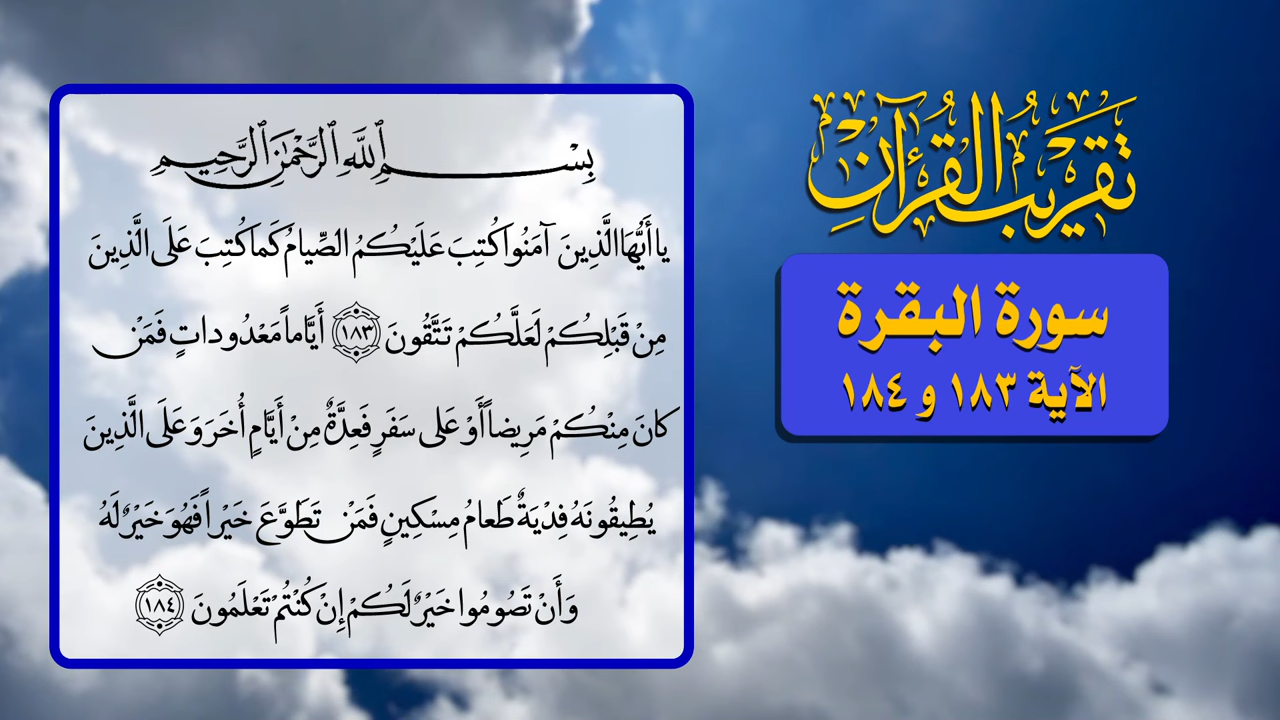 تقريب القرآن
سورة البقرة
الآية ١٨٣ و ١٨٤
بِسْمِ ٱللَّهِ ٱلرَّحْمَٰنِ ٱلرَّحِيمِ
يا أَيُّهَا الَّذِينَ آمَنُوا كُتِبَ عَلَيْكُمُ الصِّيامُ كَما كُتِبَ عَلَى الَّذِينَ
مِنْ قَبْلِكُمْ لَعَلَّكُمْ تَتَّقُونَ ١٨٣ أَيَّاماً مَعْدُوداتٍ فَمَنْ
كانَ مِنْكُمْ مَرِيضاً أَوْ عَلى سَفَرٍ فَعِدَّةٌ مِنْ أَيَّامٍ أُخَرَ وَعَلَى الَّذِينَ
يُطِيقُونَهُ فِدْيَةٌ طَعامُ مِسْكِينٍ فَمَنْ تَطَوَّعَ خَيْراً فَهُوَ خَيْرٌ لَهُ
وَأَنْ تَصُومُوا خَيْرٌ لَكُمْ إِنْ كُنْتُمْ تَعْلَمُونَ ١٨٤